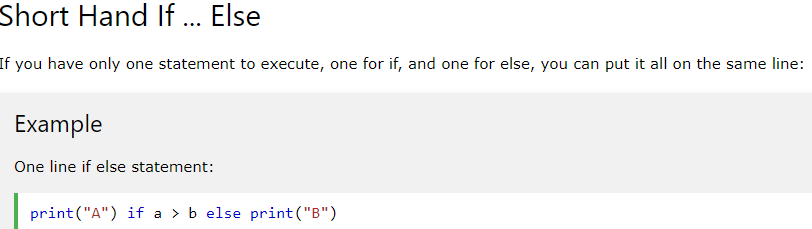 Short Hand If ... Else
If you have only one statement to execute, one for if, and one for else, you can put it all on the same line:
Example
One line if else statement:
print("A") if a > b else print("B")